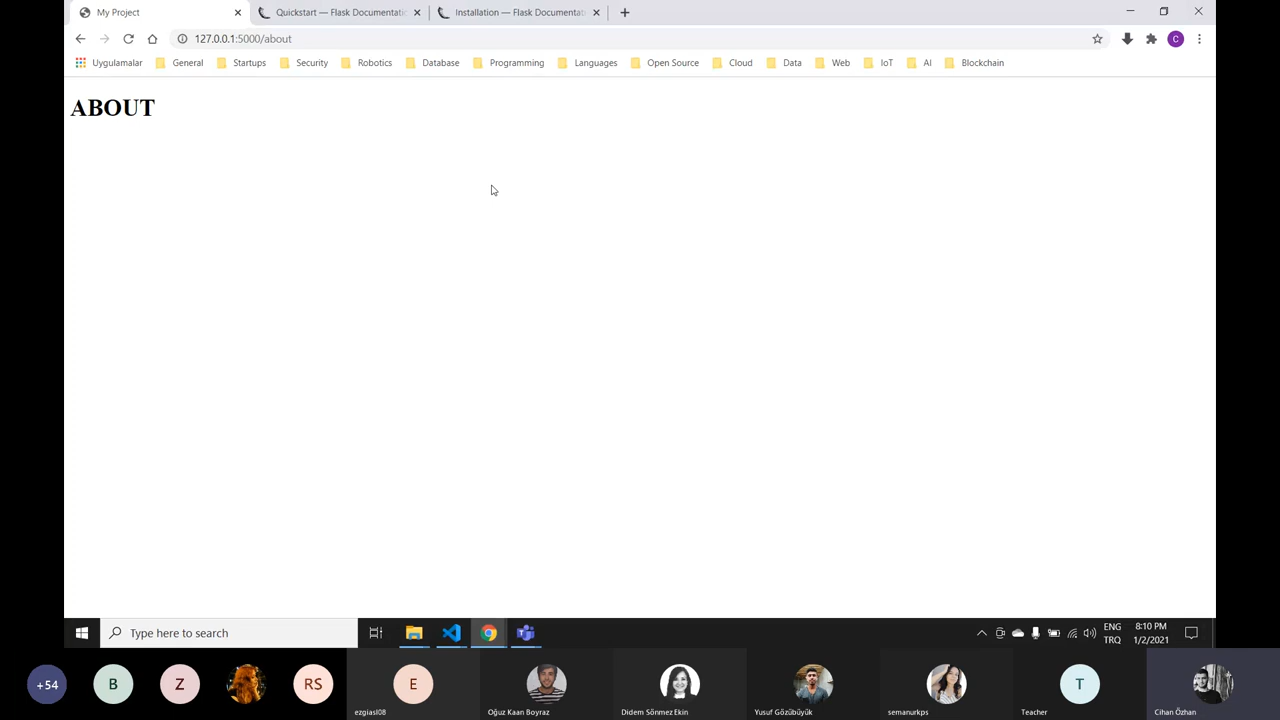 My Project
Quickstart — Flask Documentatio
Installation — Flask Documentati
127.0.0.1:5000/about
Uygulamalar General Startups Security Robotics Database Programming Languages Open Source Cloud Data Web IoT AI Blockchain
ABOUT
Type here to search
ENG
TRQ
8:10 PM
1/2/2021
+54
B
Z
RS
E
ezgiasl08
Oğuz Kaan Boyraz
Didem Sönmez Ekin
Yusuf Gözübüyük
semanurkps
T
Teacher
Cihan Özhan
C